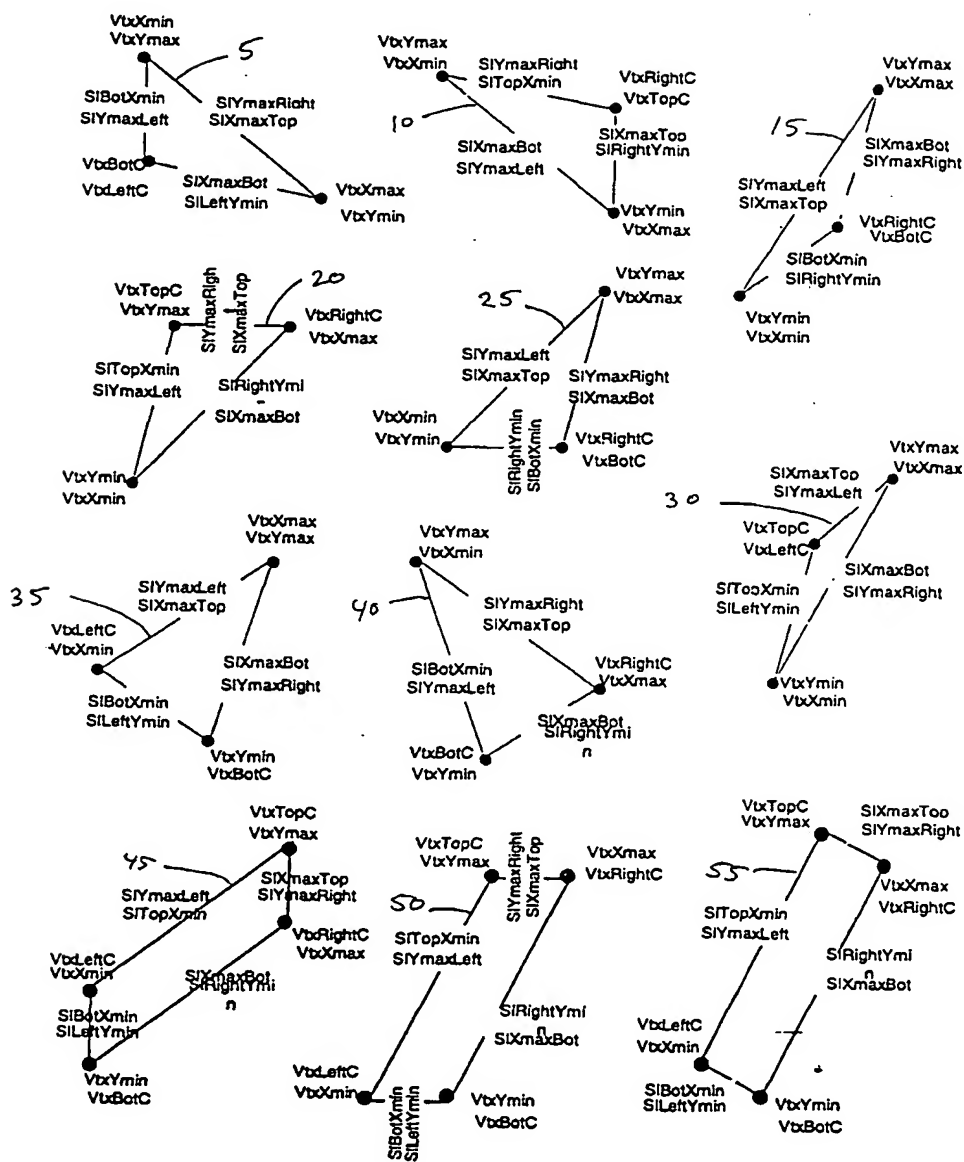 VtxXmin
VtxYmax
5
SlBotXmin
SlYmaxLeft
SlYmaxRight
SlXmaxTop
VtxBotC
VtxLeftC
SlXmaxBot
SlLeftYmin
VtxXmax
VtxYmin
VtxYmax
VtxXmin
10
SlYmaxRight
SlTopXmin
VtxRightC
VtxTopC
SlXmaxBot
SlYmaxLeft
SlXmaxTop
SlRightYmin
VtxYmin
VtxXmax
VtxYmax
VtxXmax
15
SlXmaxBot
SlYmaxRight
SlYmaxLeft
SlXmaxTop
VtxRightC
VtxBotC
SlBotXmin
SlRightYmin
VtxYmin
VtxXmin
VtxTopC
VtxYmax
SlYmaxRigh
SlXmaxTop
20
VtxRightC
VtxXmax
SlTopXmin
SlYmaxLeft
SlRightYmi
n
SlXmaxBot
VtxYmin
VtxXmin
25
VtxYmax
VtxXmax
SlYmaxLeft
SlXmaxTop
SlYmaxRight
SlXmaxBot
VtxXmin
VtxYmin
SlRightYmin
SlBotXmin
VtxRightC
VtxBotC
VtxYmax
VtxXmax
SlXmaxTop
SlYmaxLeft
30
VtxTopC
VtxLeftC
SlTopXmin
SlLeftYmin
SlXmaxBot
SlYmaxRight
VtxYmin
VtxXmin
VtxXmax
VtxYmax
35
SlYmaxLeft
SlXmaxTop
VtxLeftC
VtxXmin
SlXmaxBot
SlYmaxRight
SlBotXmin
SlLeftYmin
VtxYmin
VtxBotC
VtxYmax
VtxXmin
40
SlYmaxRight
SlXmaxTop
SlBotXmin
SlYmaxLeft
VtxRightC
VtxXmax
SlXmaxBot
SlRightYmi
n
VtxBotC
VtxYmin
VtxTopC
VtxYmax
45
SlYmaxLeft
SlTopXmin
SlXmaxTop
SlYmaxRight
VtxRightC
VtxXmax
VtxLeftC
VtxXmin
SlXmaxBot
SlRightYmi
n
SlBotXmin
SlLeftYmin
VtxYmin
VtxBotC
VtxTopC
VtxYmax
SlYmaxRight
SlXmaxTop
VtxXmax
VtxRightC
50
SlTopXmin
SlYmaxLeft
SlRightYmi
n
SlXmaxBot
VtxLeftC
VtxXmin
SlBotXmin
SlLeftYmin
VtxYmin
VtxBotC
VtxTopC
VtxYmax
SlXmaxTop
SlYmaxRight
55
VtxXmax
VtxRightC
SlTopXmin
SlYmaxLeft
SlRightYmi
n
SlXmaxBot
VtxLeftC
VtxXmin
SlBotXmin
SlLeftYmin
VtxYmin
VtxBotC